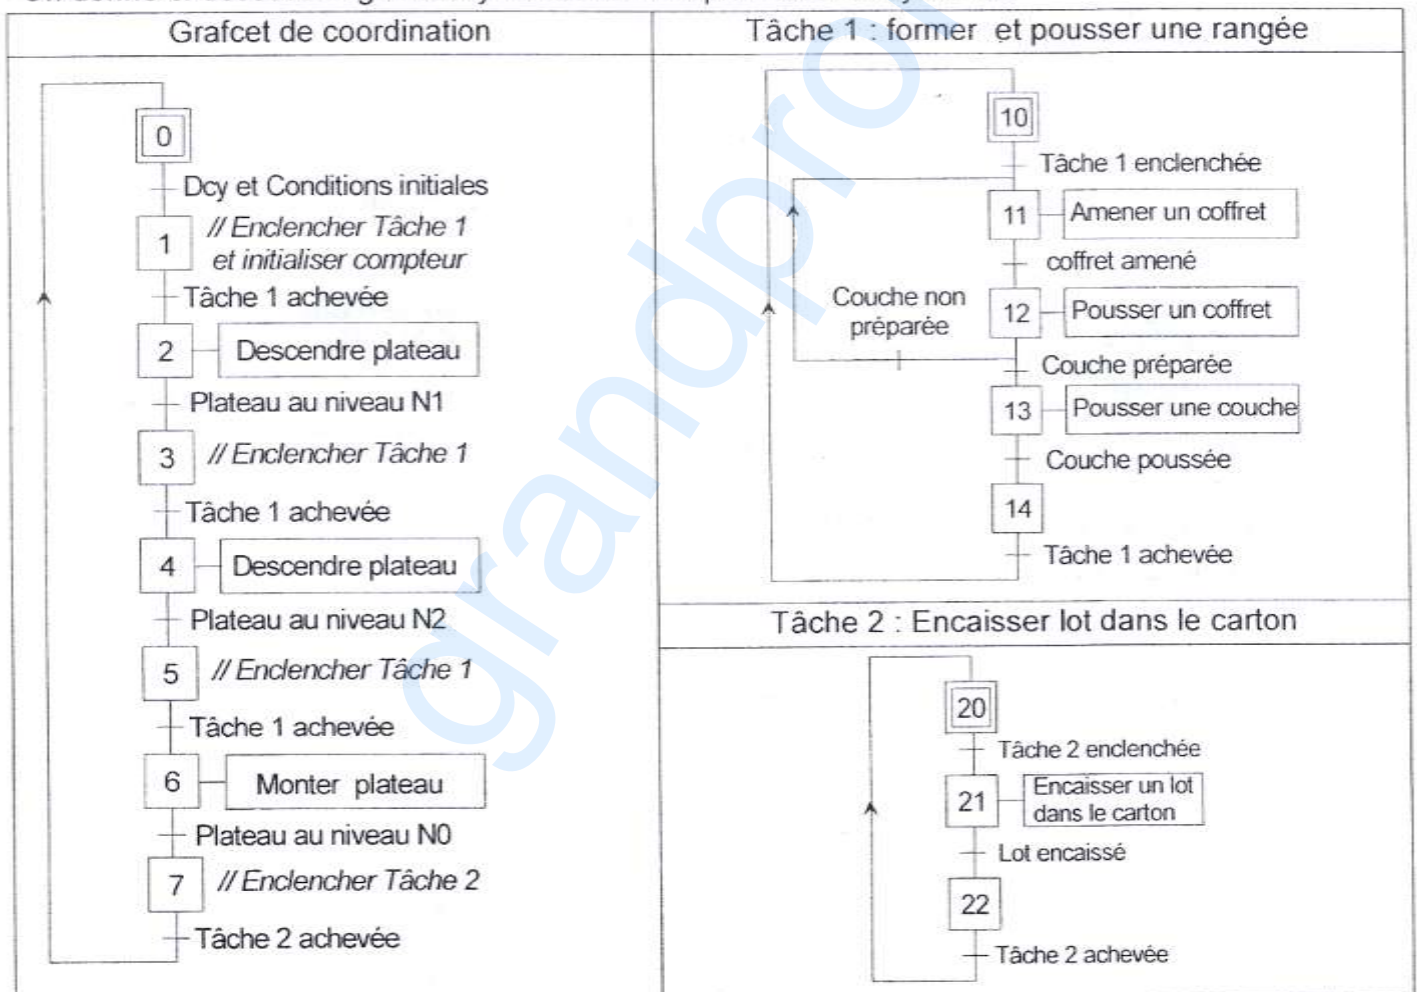 Grafcet de coordination
0
Dcy et Conditions initiales
1
// Enclencher Tâche 1
et initialiser compteur
Tâche 1 achevée
2
Descendre plateau
Plateau au niveau N1
3
// Enclencher Tâche 1
Tâche 1 achevée
4
Descendre plateau
Plateau au niveau N2
5
// Enclencher Tâche 1
Tâche 1 achevée
6
Monter plateau
Plateau au niveau N0
7
// Enclencher Tâche 2
Tâche 2 achevée
Tâche 1 : former et pousser une rangée
10
Tâche 1 enclenchée
11
Amener un coffret
coffret amené
Couche non
préparée
12
Pousser un coffret
Couche préparée
13
Pousser une couche
Couche poussée
14
Tâche 1 achevée
Tâche 2 : Encaisser lot dans le carton
20
Tâche 2 enclenchée
21
Encaisser un lot
dans le carton
Lot encaissé
22
Tâche 2 achevée
grandpro